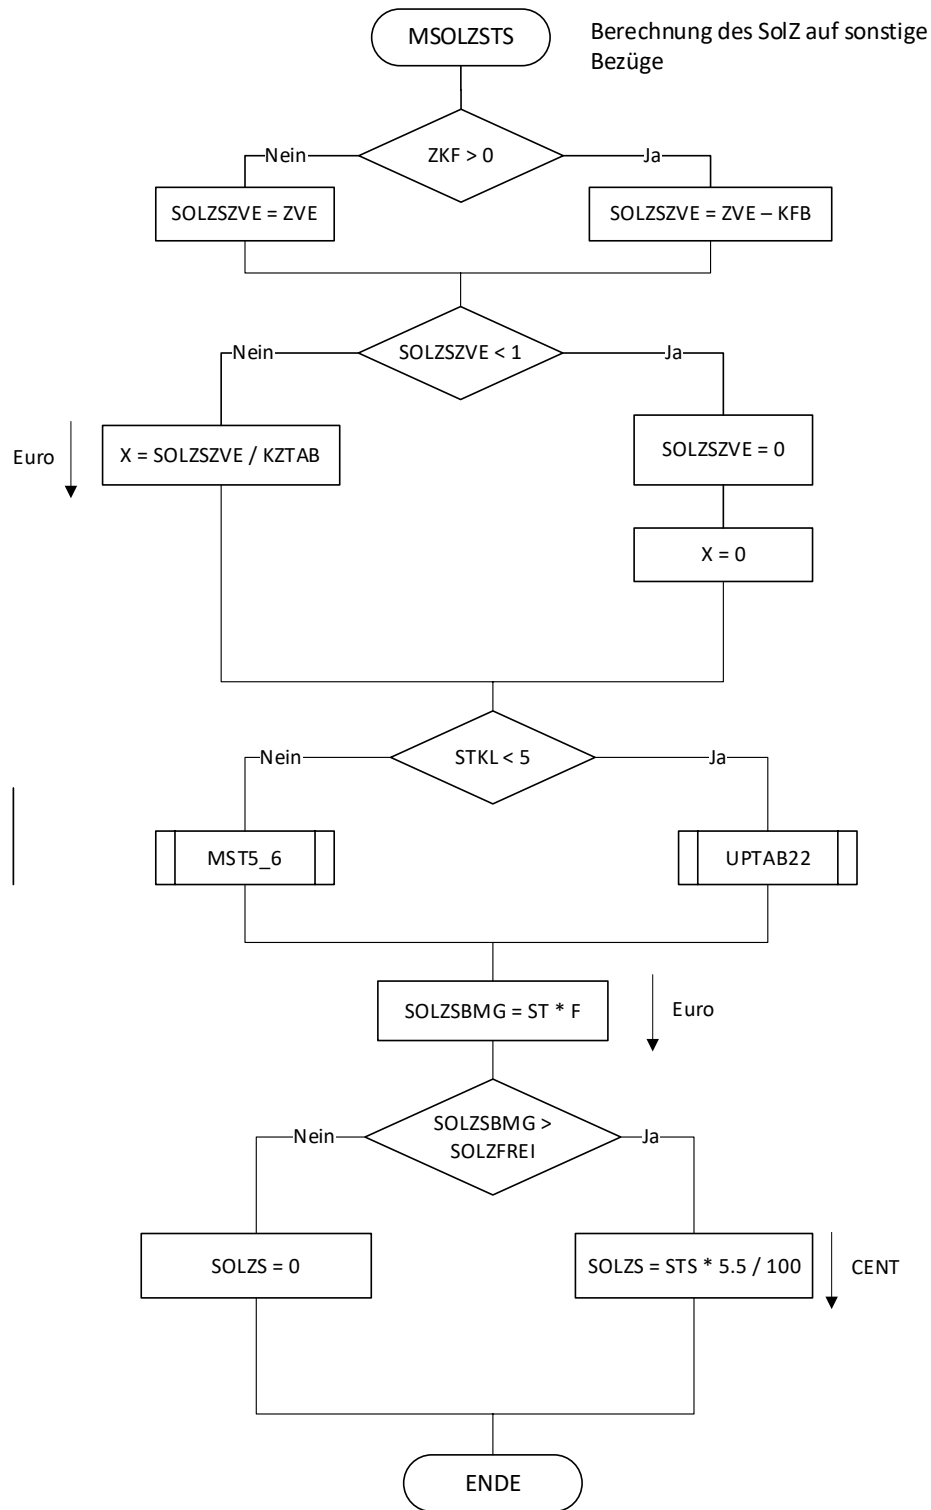 MSOLZSTS
Berechnung des SolZ auf sonstige
Bezüge
ZKF > 0
Nein
Ja
SOLZSZVE = ZVE
SOLZSZVE = ZVE – KFB
SOLZSZVE < 1
Nein
Ja
Euro
X = SOLZSZVE / KZTAB
SOLZSZVE = 0
X = 0
STKL < 5
Nein
Ja
MST5_6
UPTAB22
SOLZSBMG = ST * F
Euro
SOLZSBMG >
SOLZFREI
Nein
Ja
SOLZS = 0
SOLZS = STS * 5.5 / 100
CENT
ENDE